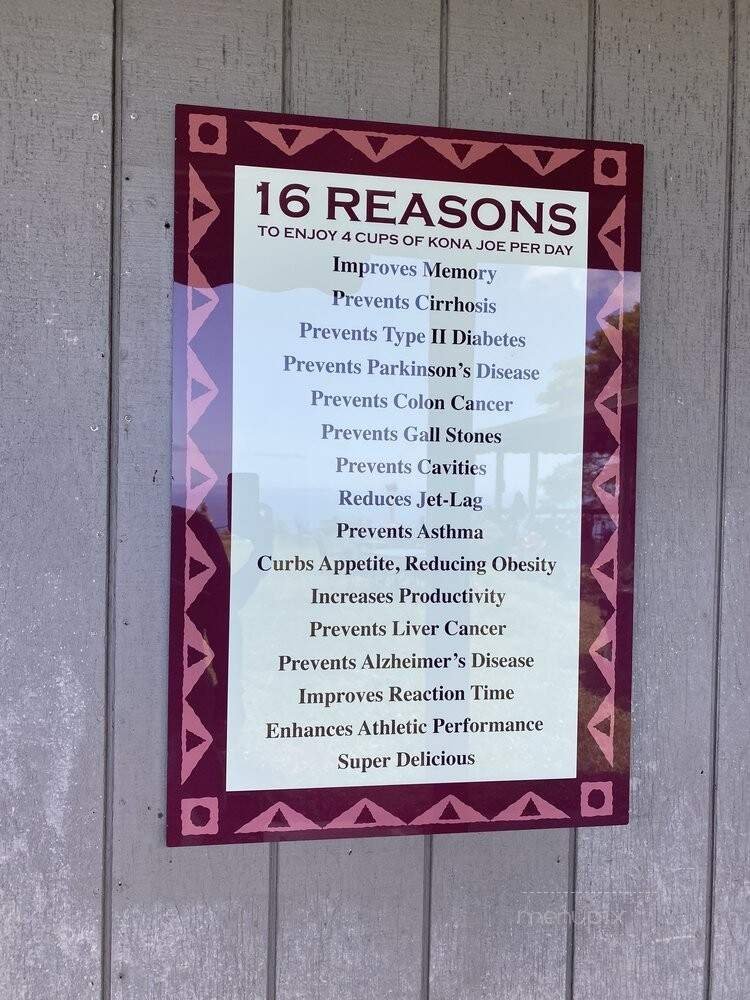 16 REASONS
TO ENJOY 4 CUPS OF KONA JOE PER DAY
Improves Memory
Prevents Cirrhosis
Prevents Type II Diabetes
Prevents Parkinson's Disease
Prevents Colon Cancer
Prevents Gall Stones
Prevents Cavities
Reduces Jet-Lag
Prevents Asthma
Curbs Appetite, Reducing Obesity
Increases Productivity
Prevents Liver Cancer
Prevents Alzheimer's Disease
Improves Reaction Time
Enhances Athletic Performance
Super Delicious
menupix